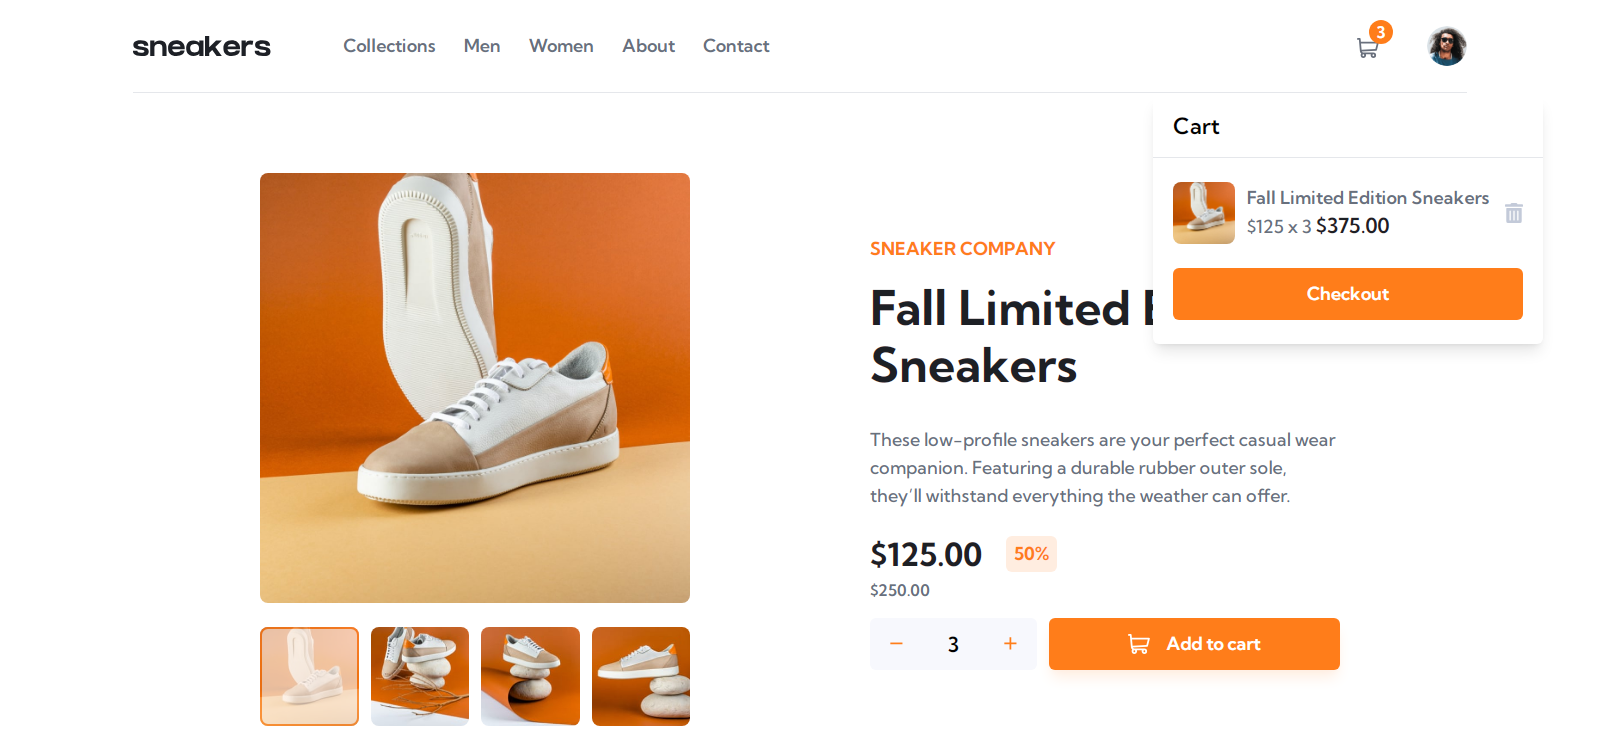 sneakers
Collections
Men
Women
About
Contact
3
Cart
Fall Limited Edition Sneakers
$125 x 3 $375.00
Checkout
SNEAKER COMPANY
Fall Limited
Sneakers
These low-profile sneakers are your perfect casual wear
companion. Featuring a durable rubber outer sole,
they’ll withstand everything the weather can offer.
$125.00 50%
$250.00
− 3 +
Add to cart